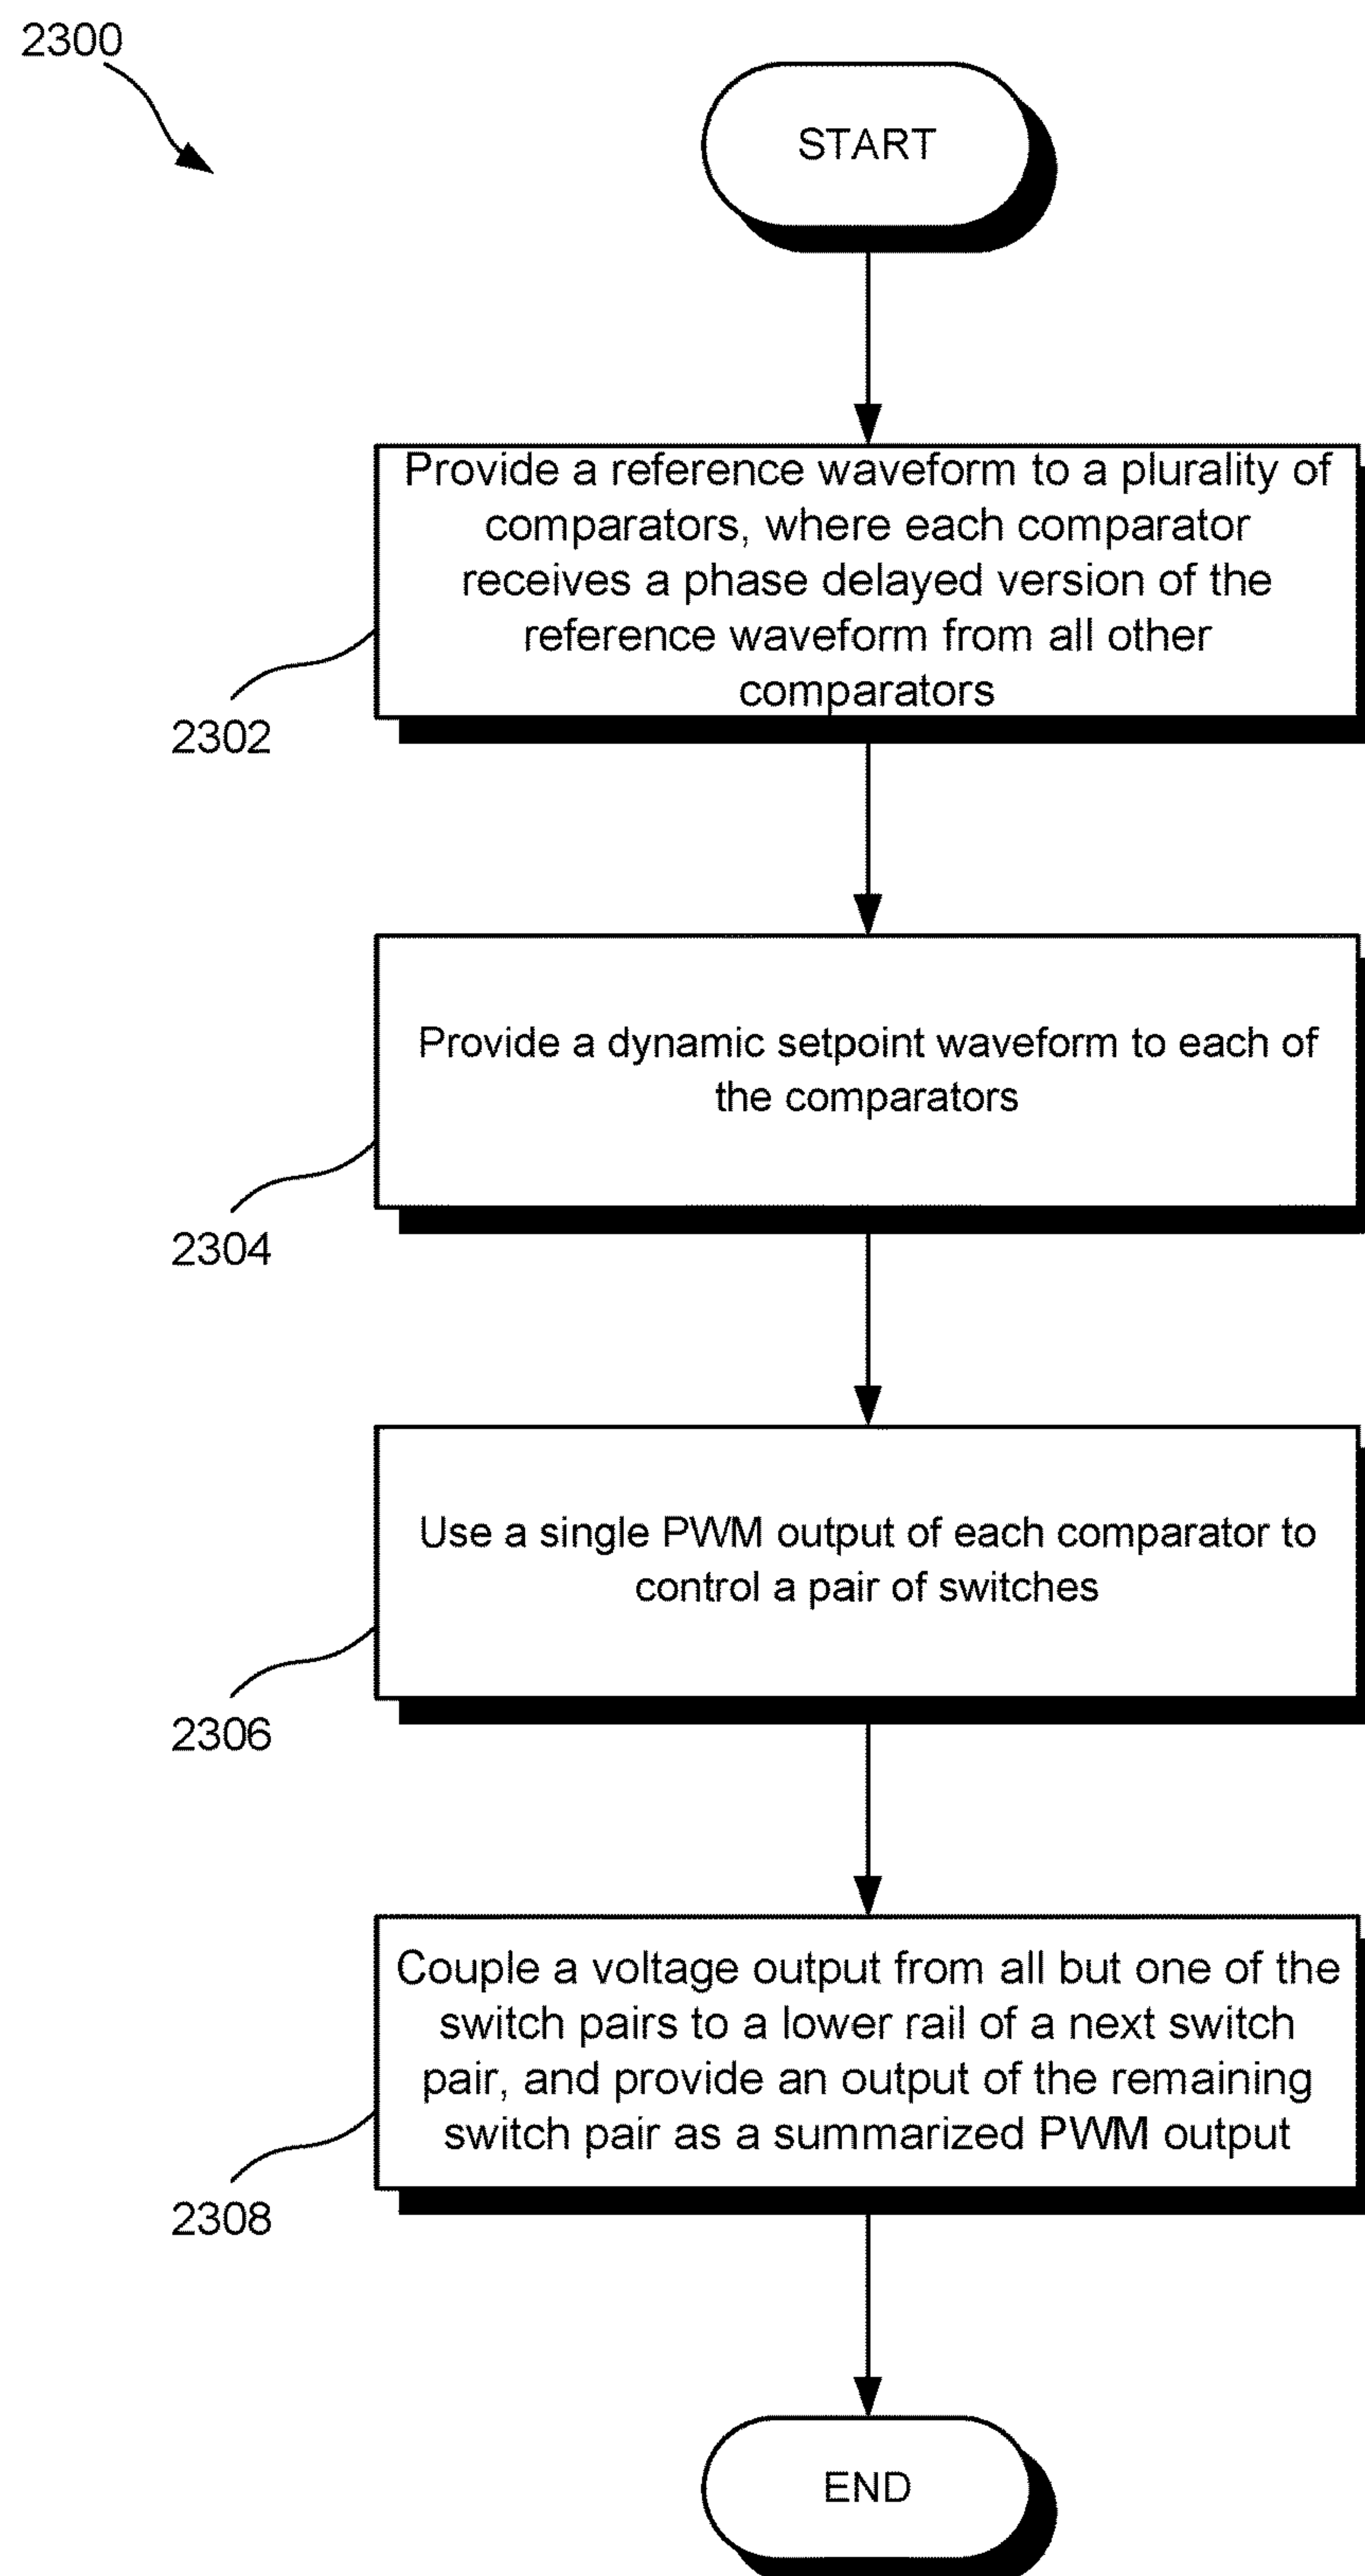 2300
START
Provide a reference waveform to a plurality of
comparators, where each comparator
receives a phase delayed version of the
reference waveform from all other
comparators
2302
Provide a dynamic setpoint waveform to each of
the comparators
2304
Use a single PWM output of each comparator to
control a pair of switches
2306
Couple a voltage output from all but one of the
switch pairs to a lower rail of a next switch
pair, and provide an output of the remaining
switch pair as a summarized PWM output
2308
END